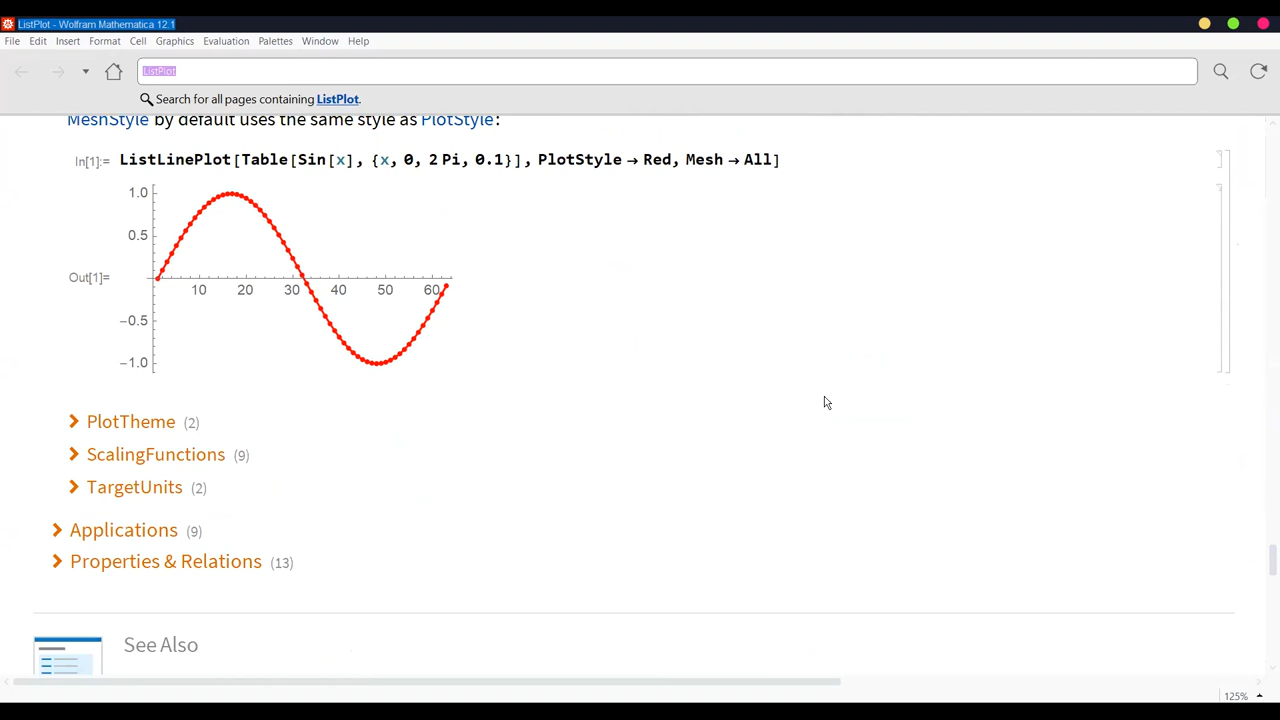 ListPlot - Wolfram Mathematica 12.1
File Edit Insert Format Cell Graphics Evaluation Palettes Window Help
ListPlot
Search for all pages containing ListPlot.
MeshStyle by default uses the same style as PlotStyle:
In[1]:= ListLinePlot[Table[Sin[x], {x, 0, 2 Pi, 0.1}], PlotStyle → Red, Mesh → All]
1.0
0.5
Out[1]=
10 20 30 40 50 60
−0.5
−1.0
PlotTheme (2)
ScalingFunctions (9)
TargetUnits (2)
Applications (9)
Properties & Relations (13)
See Also
125%